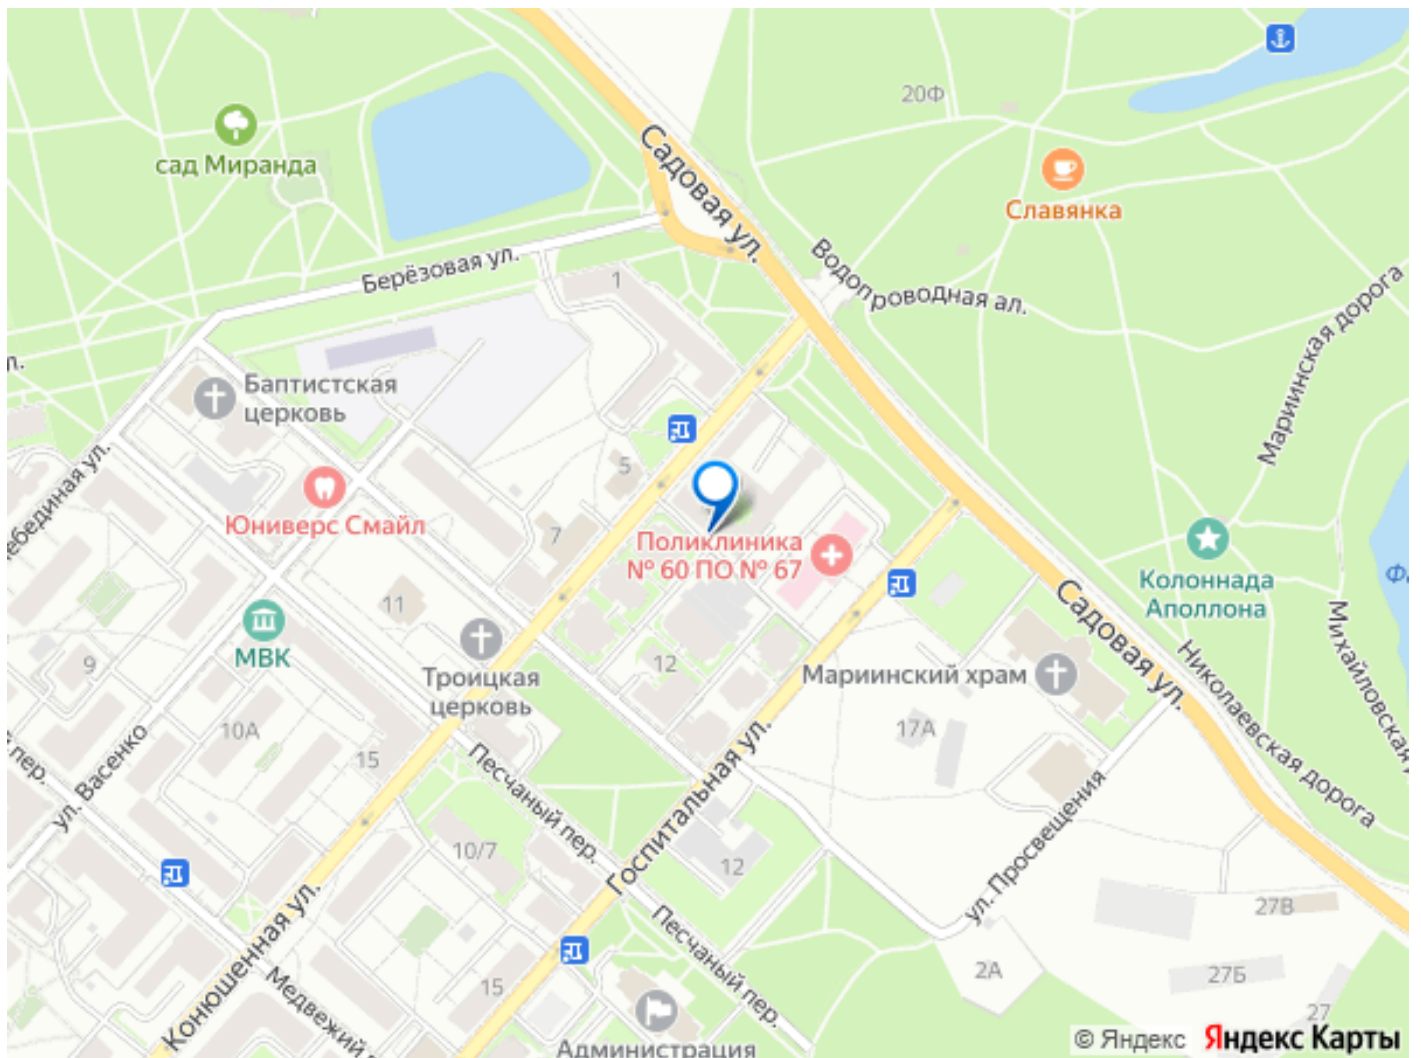 20Ф
сад Миранда
Садовая ул.
Славянка
Водопроводная ал.
Берёзовая ул.
1
Мариинская дорога
Баптистская
церковь
5
Юниверс Смайл
7
Поликлиника
№ 60 ПО № 67
Колоннада
Аполлона
11
МВК
9
Троицкая
церковь
12
Мариинский храм
Садовая ул.
Николаевская дорога
Михайловская
10А
15
17А
ул. Васенко
Песчаный пер.
Госпитальная ул.
10/7
12
ул. Просвещения
27В
Конюшенная ул.
Песчаный пер.
2А
27Б
15
Медвежий
27
Администрация
© Яндекс Яндекс Карты